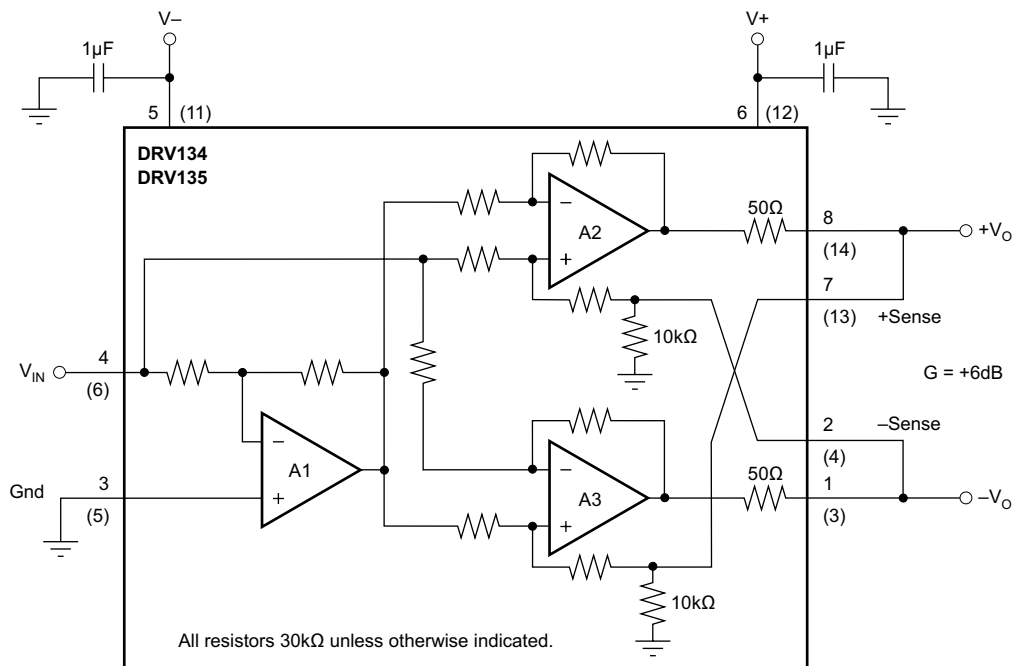 V–
V+
1µF
1µF
5
(11)
6
(12)
DRV134
DRV135
–
A2
+
50Ω
8
(14)
+V_O
7
(13)
+Sense
10kΩ
V_IN
4
(6)
G = +6dB
–
A1
+
Gnd
3
(5)
2
(4)
–Sense
–
A3
+
50Ω
1
(3)
–V_O
10kΩ
All resistors 30kΩ unless otherwise indicated.